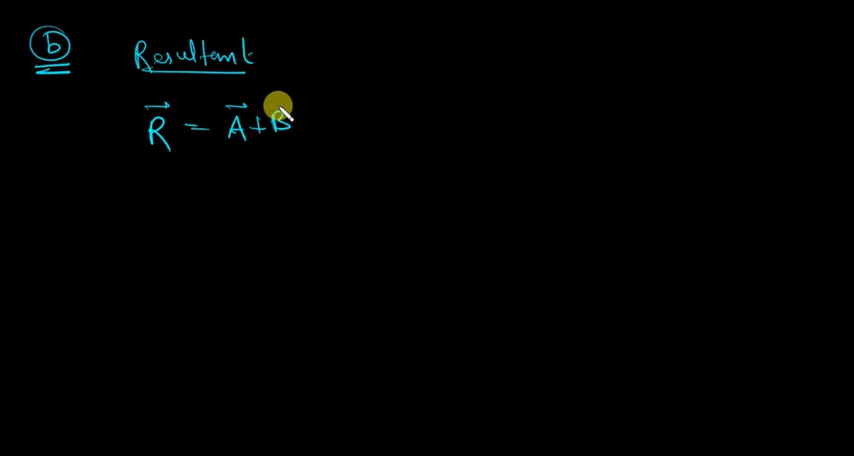 b Resultant
R⃗ = A⃗ + B